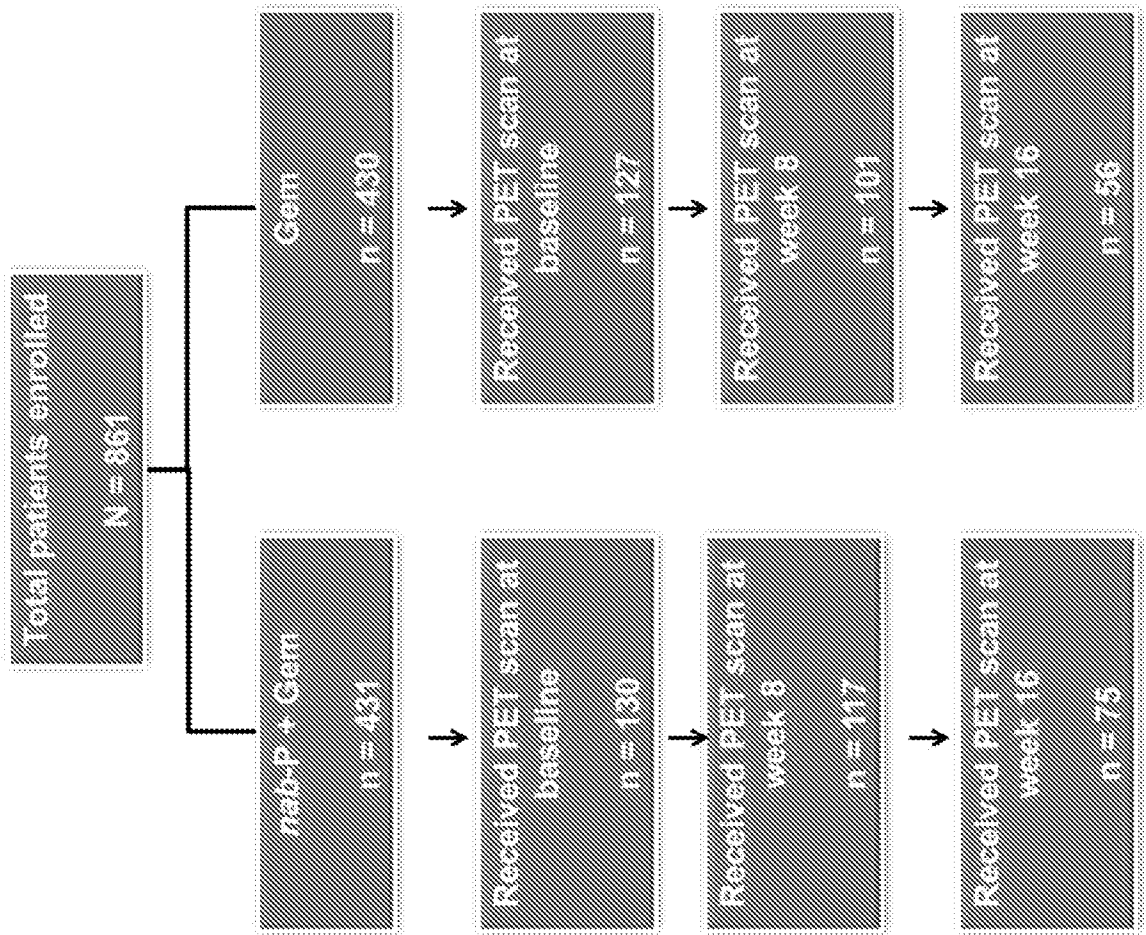 Total patients enrolled
N = 861
nab-P + Gem
n = 431
Gem
n = 430
Received PET scan at
baseline
n = 130
Received PET scan at
baseline
n = 127
Received PET scan at
week 8
n = 117
Received PET scan at
week 8
n = 101
Received PET scan at
week 16
n = 75
Received PET scan at
week 16
n = 56